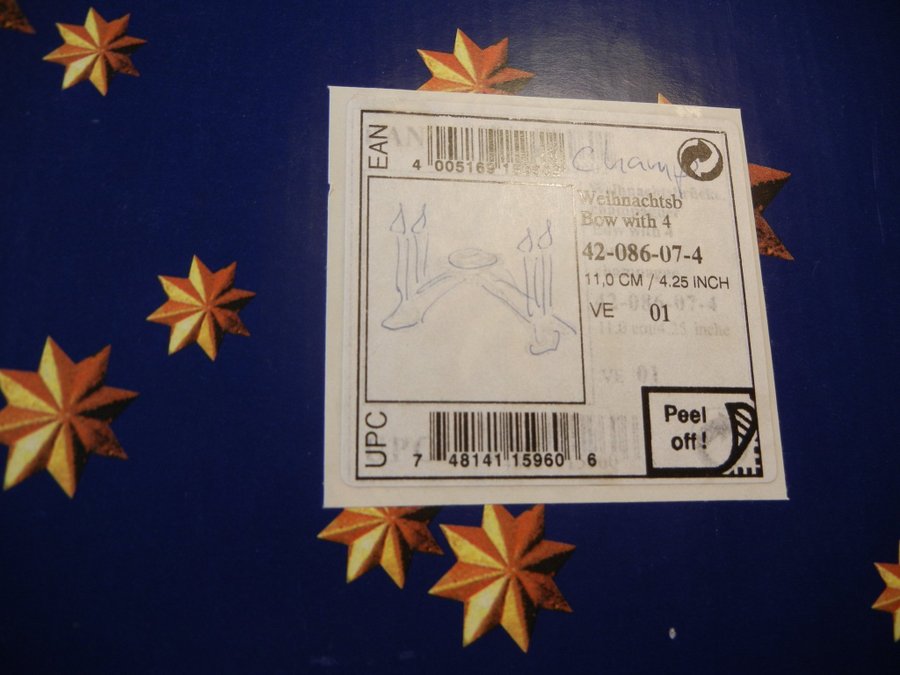 EAN
4 005169
Champ
Weihnachtsb
Bow with 4
42-086-07-4
11,0 CM / 4.25 INCH
VE 01
Peel
off!
UPC
7 48141 15960 6